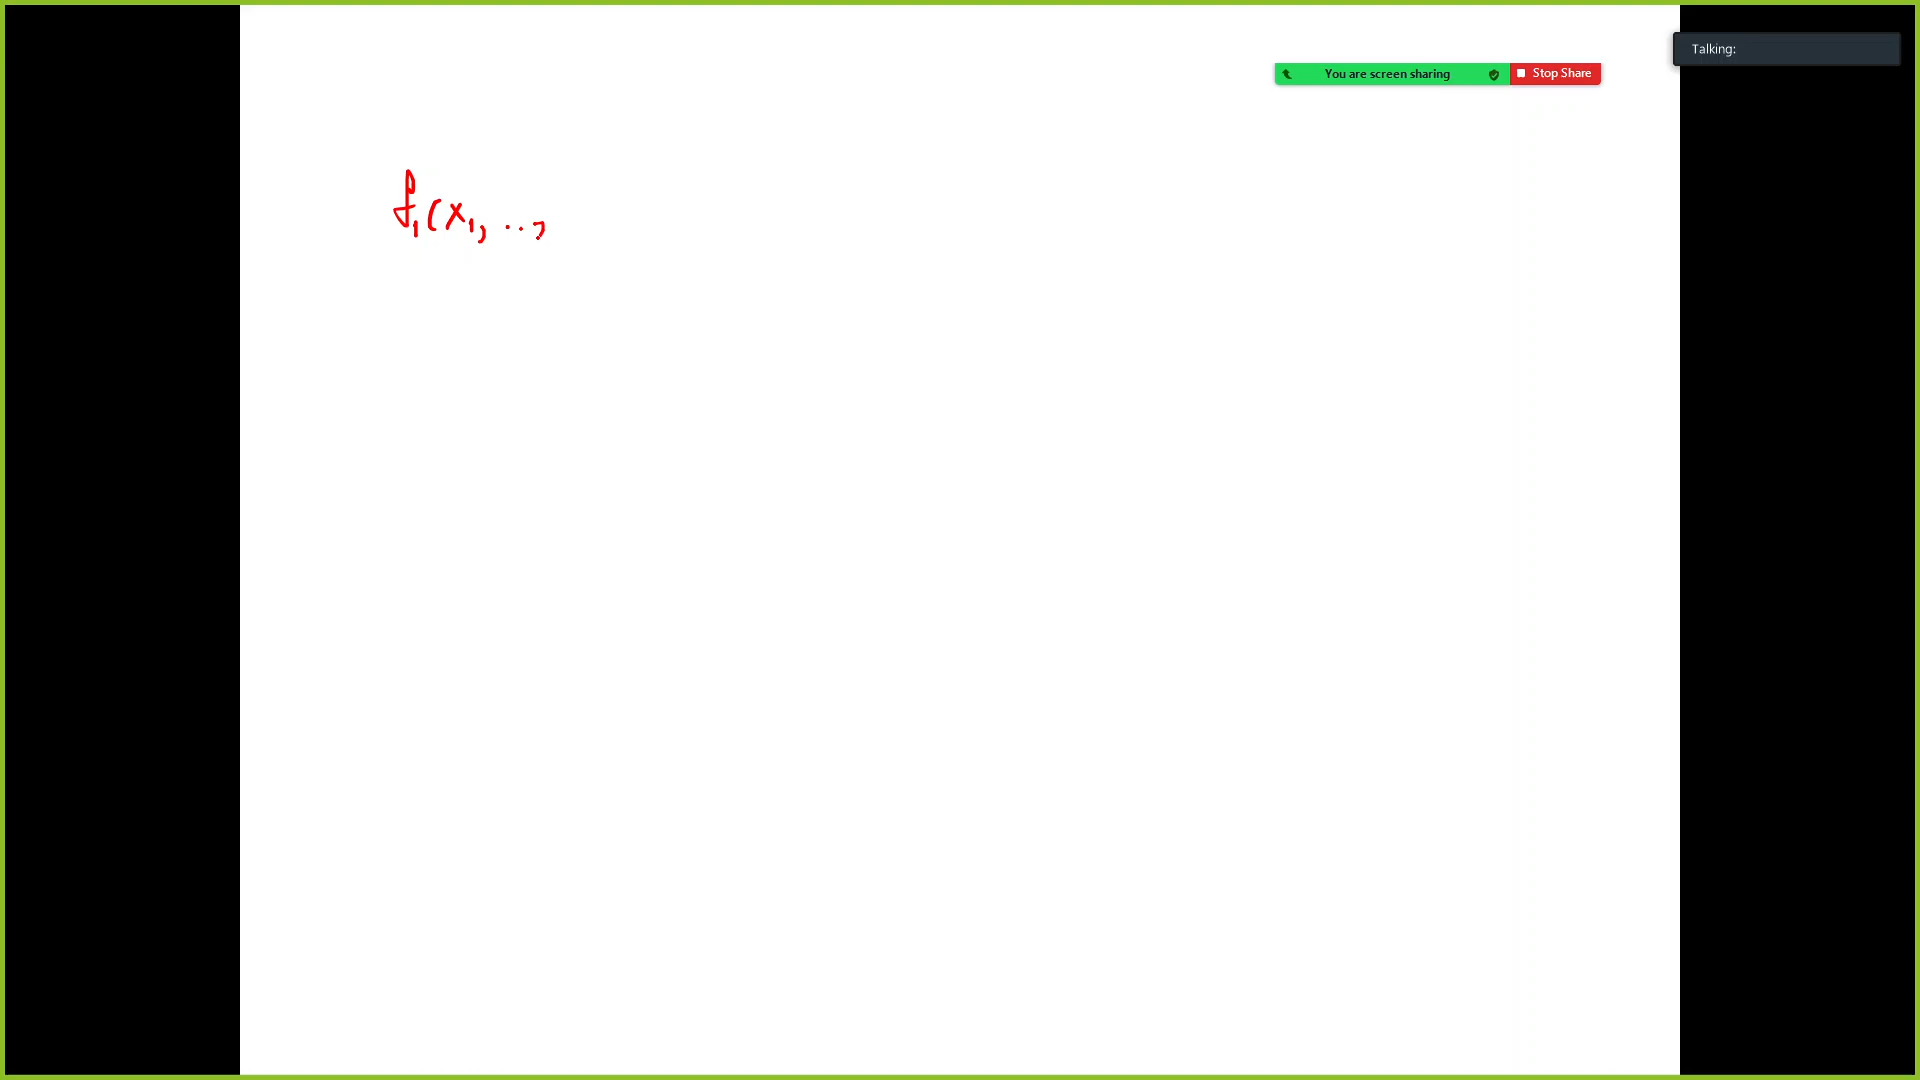 Talking:
You are screen sharing Stop Share
f₁(x₁, ..,